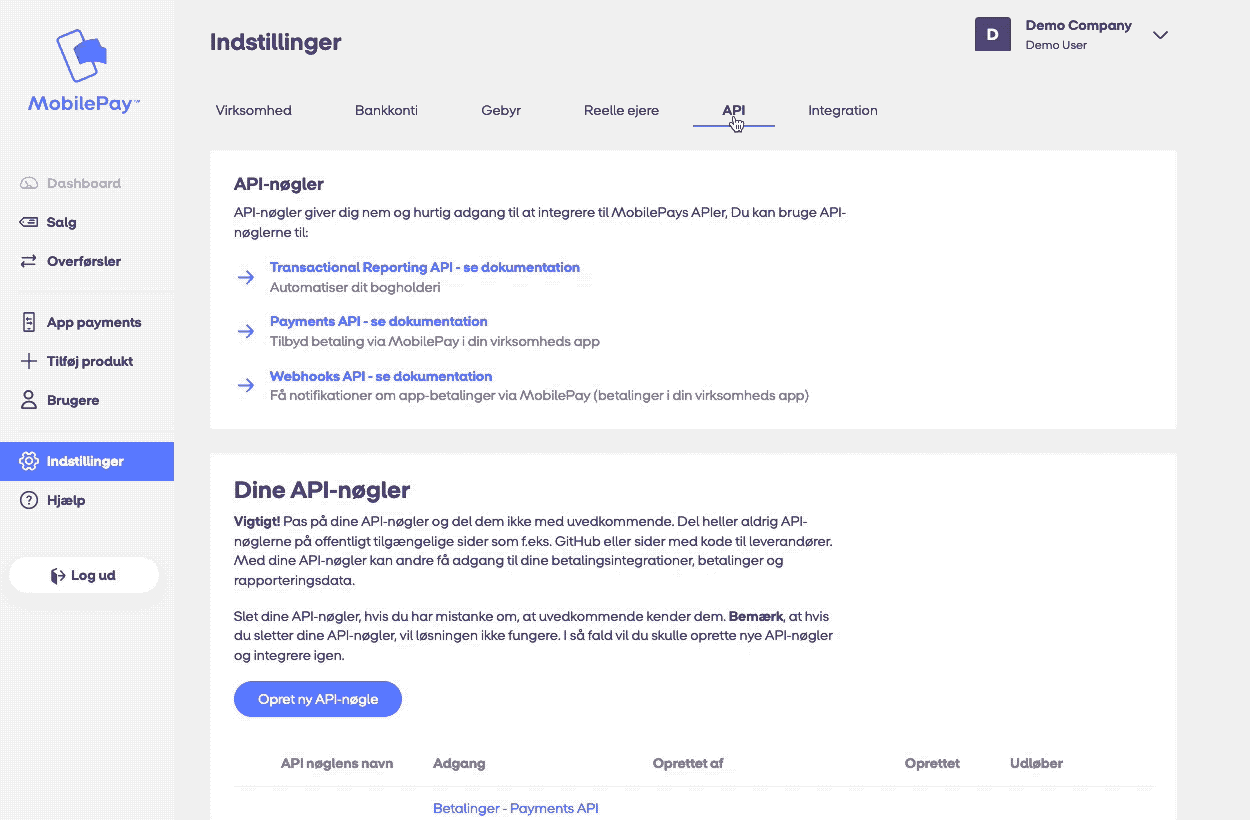 MobilePay™
Dashboard
Salg
Overførsler
App payments
Tilføj produkt
Brugere
Indstillinger
Hjælp
Log ud
Indstillinger
D
Demo Company
Demo User
Virksomhed
Bankkonti
Gebyr
Reelle ejere
API
Integration
API-nøgler
API-nøgler giver dig nem og hurtig adgang til at integrere til MobilePays APIer, Du kan bruge API-
nøglerne til:
Transactional Reporting API - se dokumentation
Automatiser dit bogholderi
Payments API - se dokumentation
Tilbyd betaling via MobilePay i din virksomheds app
Webhooks API - se dokumentation
Få notifikationer om app-betalinger via MobilePay (betalinger i din virksomheds app)
Dine API-nøgler
Vigtigt! Pas på dine API-nøgler og del dem ikke med uvedkommende. Del heller aldrig API-
nøglerne på offentligt tilgængelige sider som f.eks. GitHub eller sider med kode til leverandører.
Med dine API-nøgler kan andre få adgang til dine betalingsintegrationer, betalinger og
rapporteringsdata.
Slet dine API-nøgler, hvis du har mistanke om, at uvedkommende kender dem. Bemærk, at hvis
du sletter dine API-nøgler, vil løsningen ikke fungere. I så fald vil du skulle oprette nye API-nøgler
og integrere igen.
Opret ny API-nøgle
API nøglens navn
Adgang
Oprettet af
Oprettet
Udløber
Betalinger - Payments API